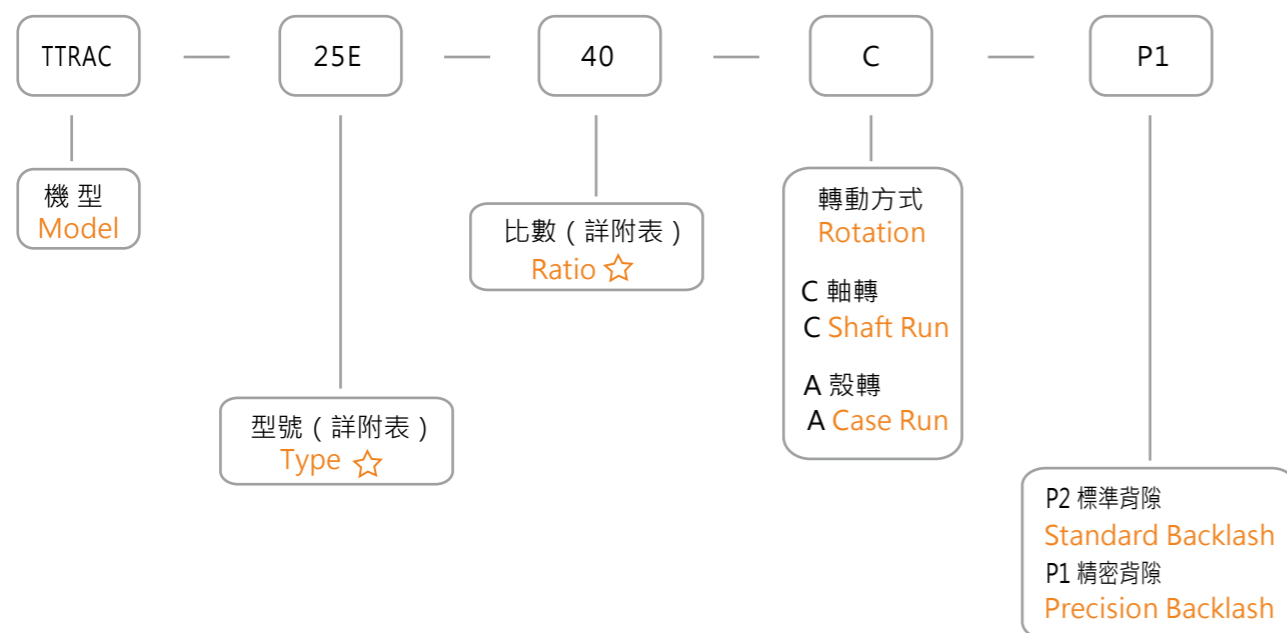 TTRAC — 25E — 40 — C — P1
機 型
Model
型號 ( 詳附表 )
Type ☆
比數 ( 詳附表 )
Ratio ☆
轉動方式
Rotation
C 軸轉
C Shaft Run
A 殼轉
A Case Run
P2 標準背隙
Standard Backlash
P1 精密背隙
Precision Backlash